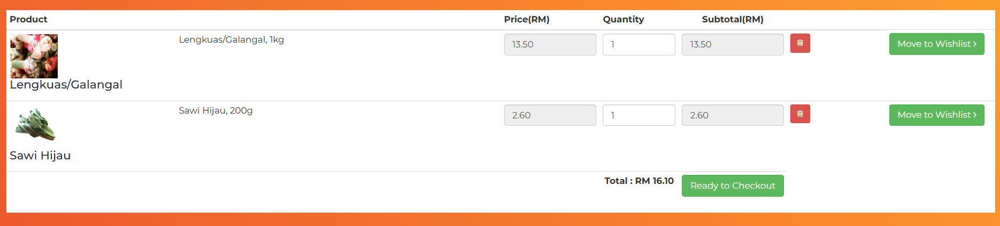 Product Price(RM) Quantity Subtotal(RM)
Lengkuas/Galangal, 1kg 13.50 1 13.50 Move to Wishlist >
Lengkuas/Galangal
Sawi Hijau, 200g 2.60 1 2.60 Move to Wishlist >
Sawi Hijau
Total : RM 16.10 Ready to Checkout